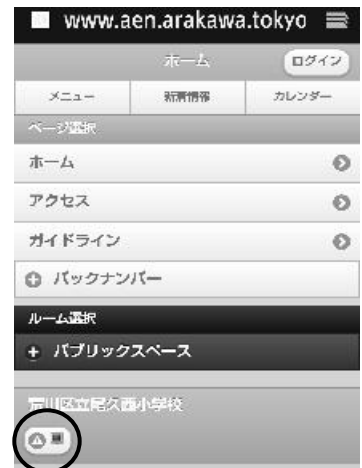 www.aen.arakawa.tokyo
ホーム
ログイン
メニュー
新着情報
カレンダー
ページ選択
ホーム
アクセス
ガイドライン
バックナンバー
ルーム選択
パブリックスペース
荒川区立尾久西小学校